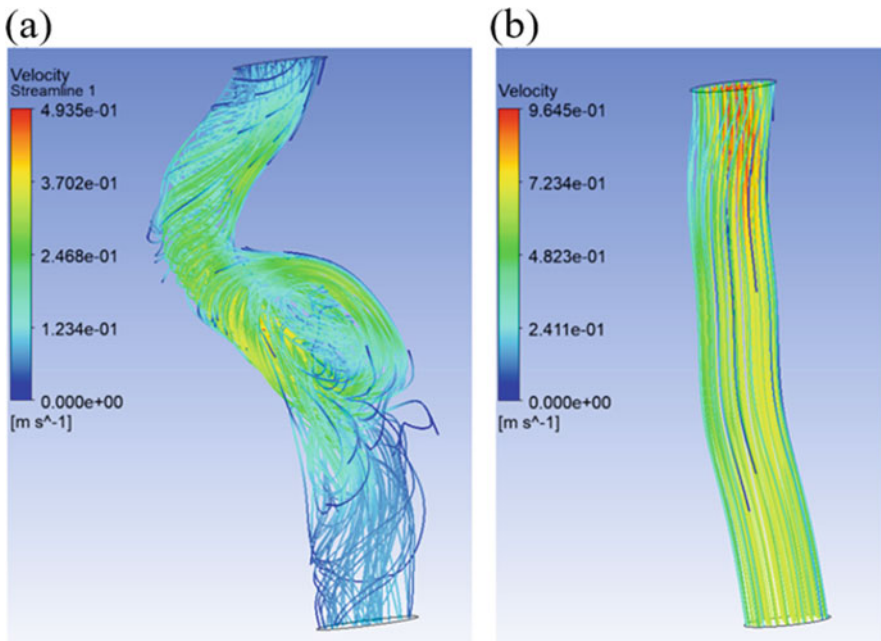 (a)
Velocity
Streamline 1
4.935e-01
3.702e-01
2.468e-01
1.234e-01
0.000e+00
[m s^-1]
(b)
Velocity
9.645e-01
7.234e-01
4.823e-01
2.411e-01
0.000e+00
[m s^-1]